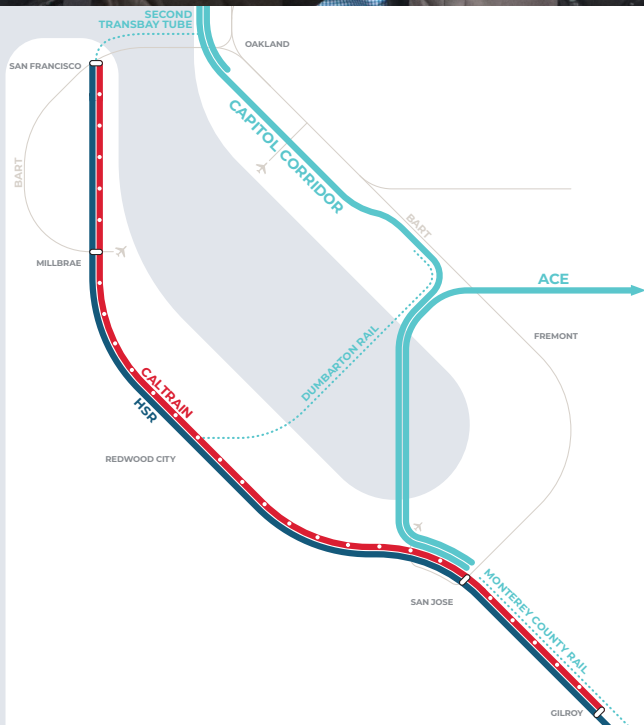 SECOND
TRANSBAY TUBE
OAKLAND
SAN FRANCISCO
CAPITOL CORRIDOR
BART
BART
MILLBRAE
ACE
FREMONT
DUMBARTON RAIL
CALTRAIN
HSR
REDWOOD CITY
MONTEREY COUNTY RAIL
SAN JOSE
GILROY